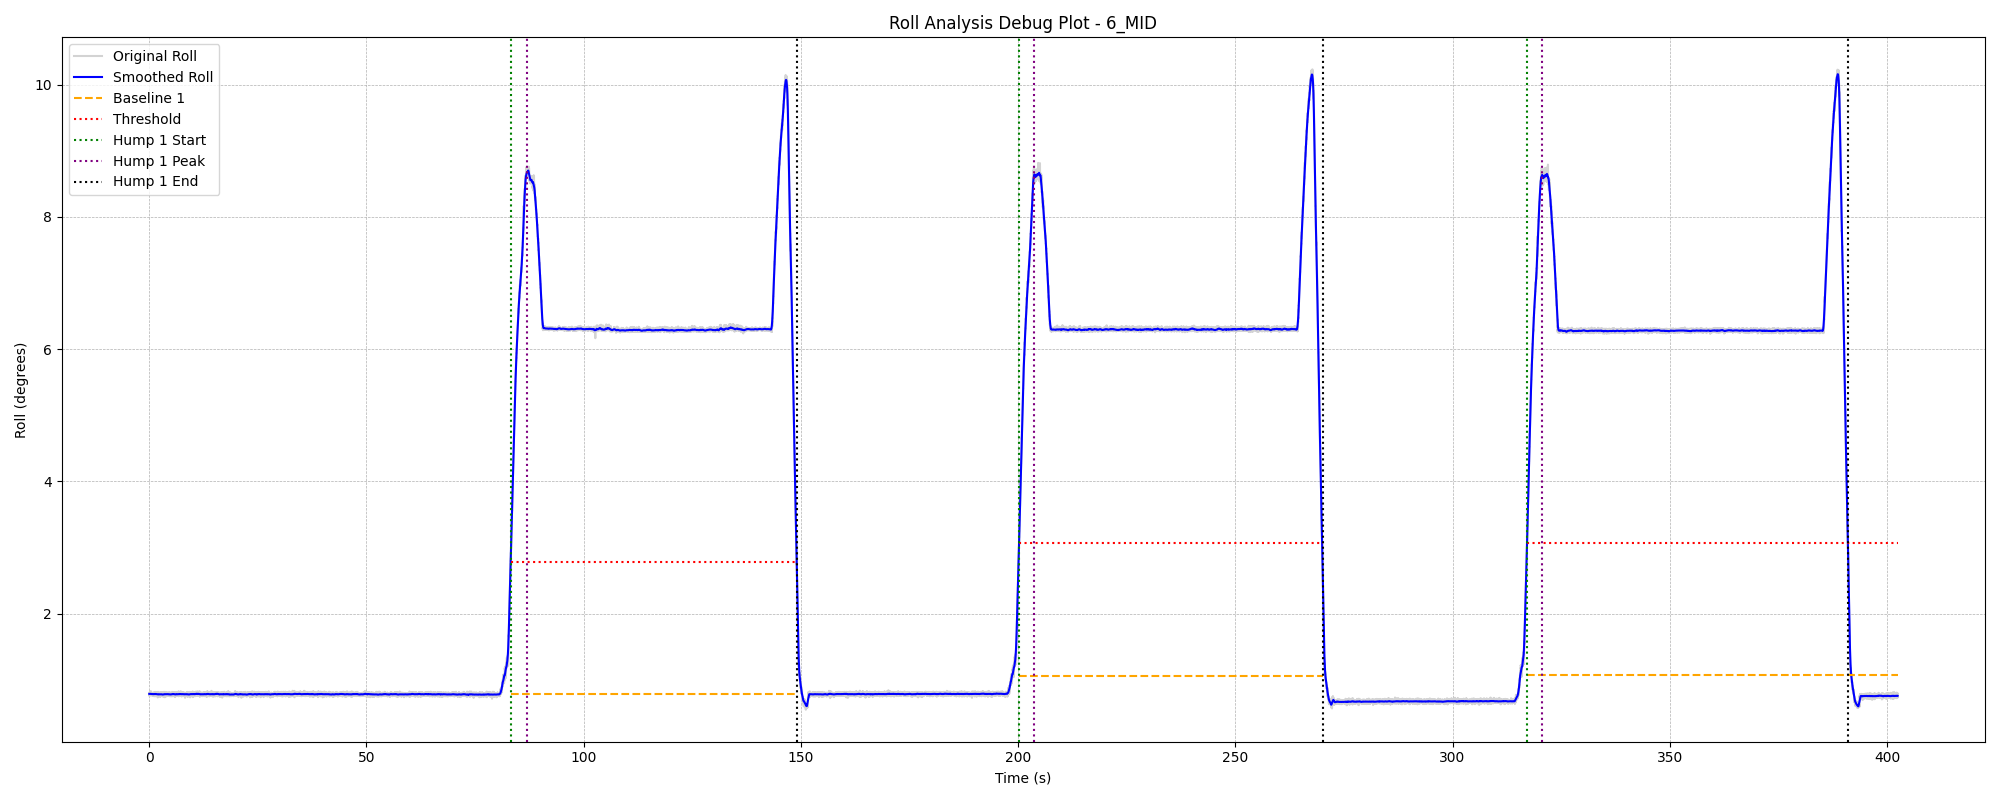 Roll Analysis Debug Plot - 6_MID
Original Roll
Smoothed Roll
Baseline 1
Threshold
Hump 1 Start
Hump 1 Peak
Hump 1 End
Roll (degrees)
10
8
6
4
2
0
50
100
150
200
250
300
350
400
Time (s)